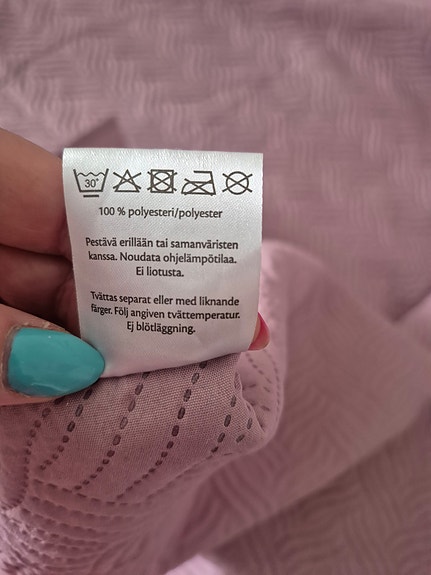 30°
100 % polyesteri/polyester
Pestävä erillään tai samanväristen
kanssa. Noudata ohjelämpötilaa.
Ei liotusta.
Tvättas separat eller med liknande
färger. Följ angiven tvättemperatur.
Ej blötläggning.